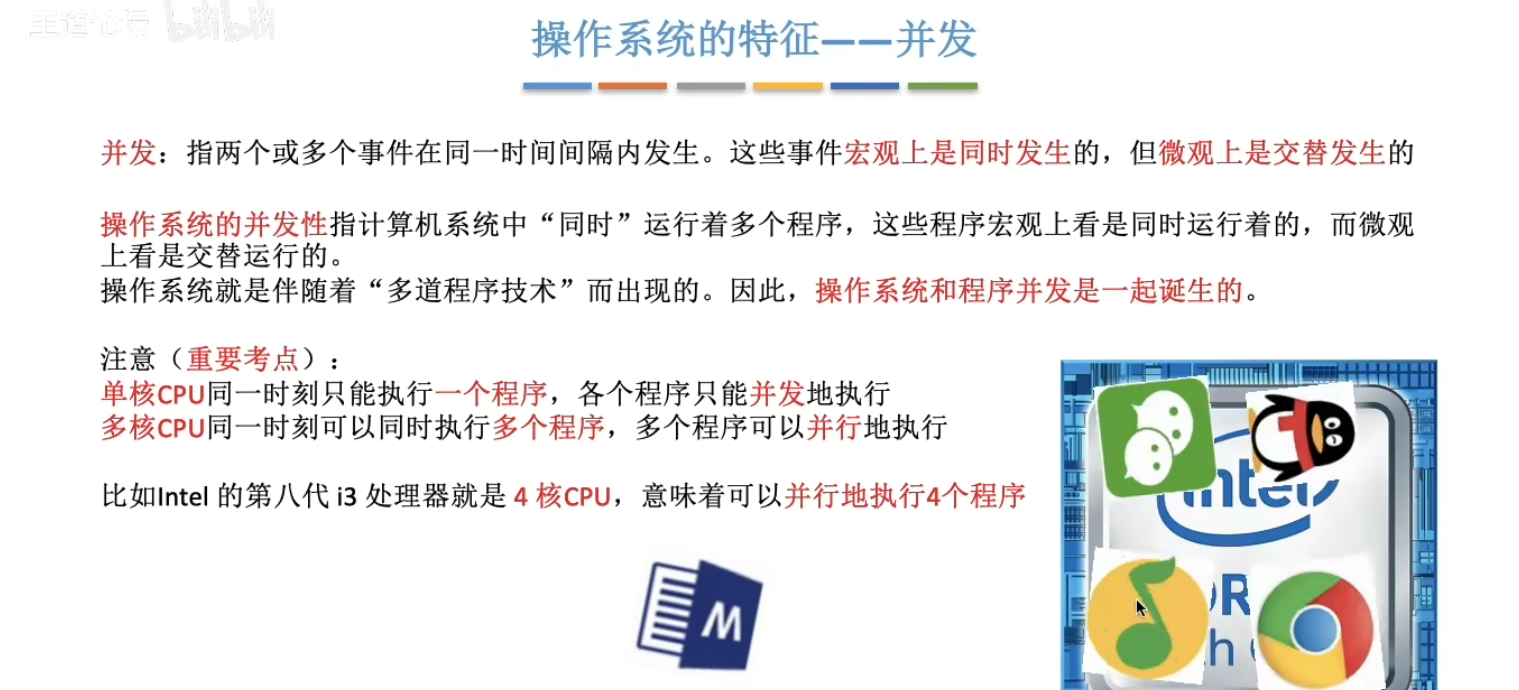 王道论坛 bilibili
操作系统的特征——并发
并发：指两个或多个事件在同一时间间隔内发生。这些事件宏观上是同时发生的，但微观上是交替发生的
操作系统的并发性指计算机系统中“同时”运行着多个程序，这些程序宏观上看是同时运行着的，而微观
上看是交替运行的。
操作系统就是伴随着“多道程序技术”而出现的。因此，操作系统和程序并发是一起诞生的。
注意（重要考点）：
单核CPU同一时刻只能执行一个程序，各个程序只能并发地执行
多核CPU同一时刻可以同时执行多个程序，多个程序可以并行地执行
比如Intel 的第八代 i3 处理器就是 4 核CPU，意味着可以并行地执行4个程序
intel
W